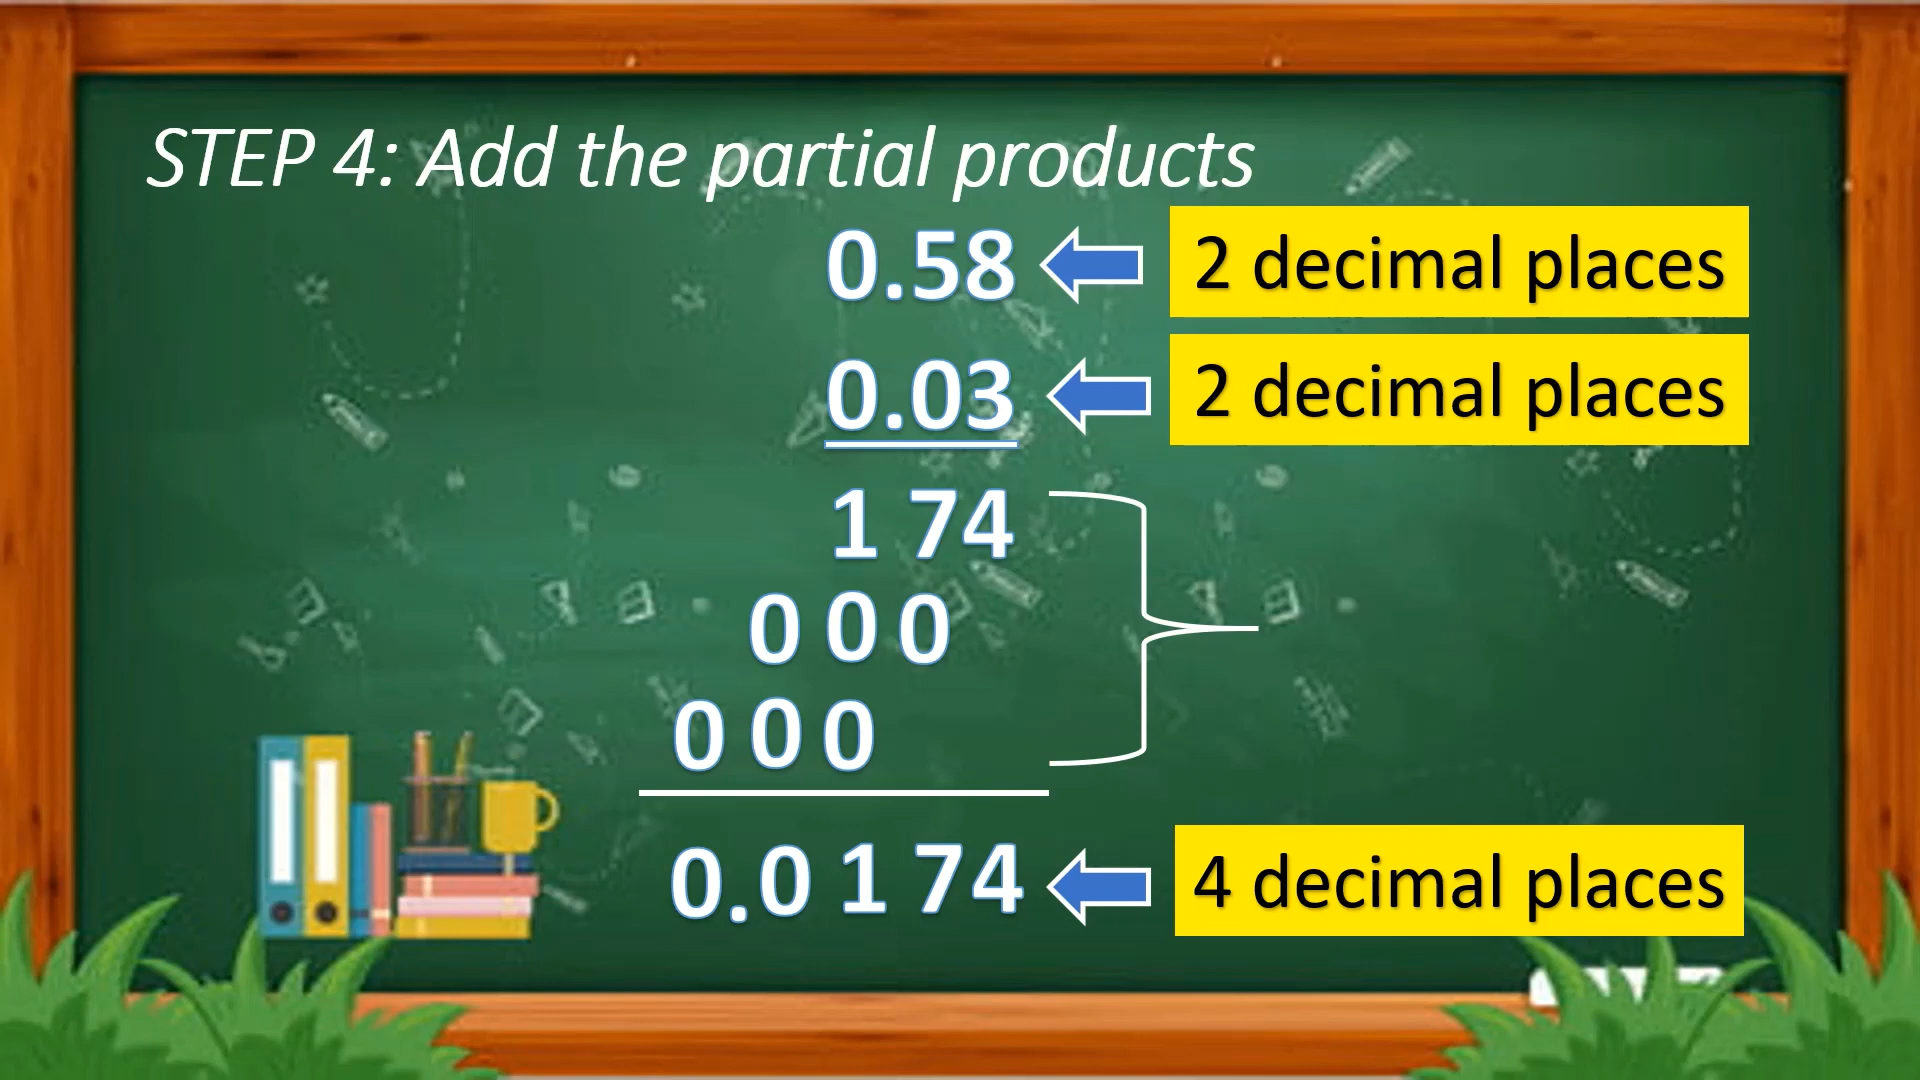 STEP 4: Add the partial products
0.58 2 decimal places
0.03 2 decimal places
1 74
0 0 0
0 0 0
0.0 1 74 4 decimal places